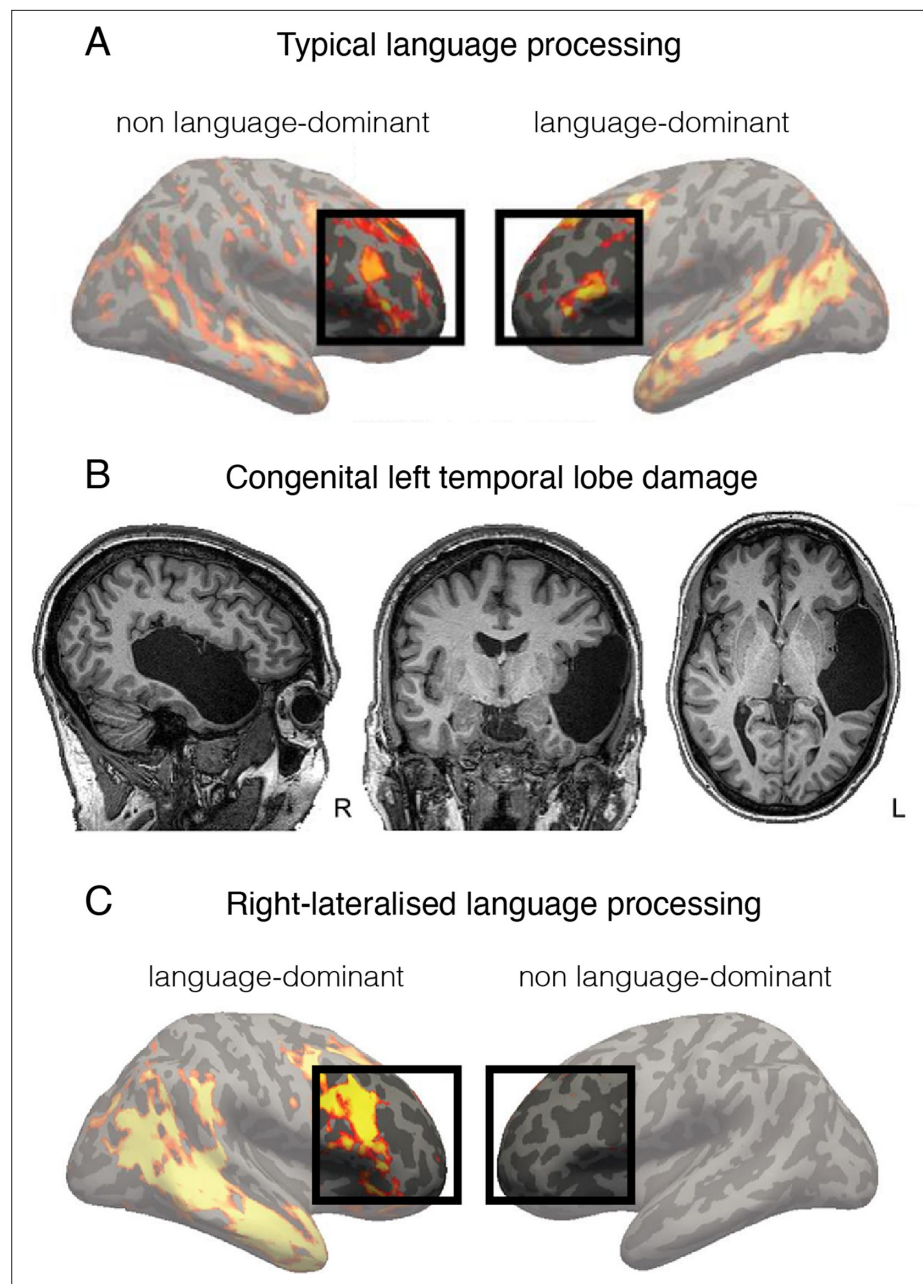 A Typical language processing
non language-dominant language-dominant
B Congenital left temporal lobe damage
R L
C Right-lateralised language processing
language-dominant non language-dominant